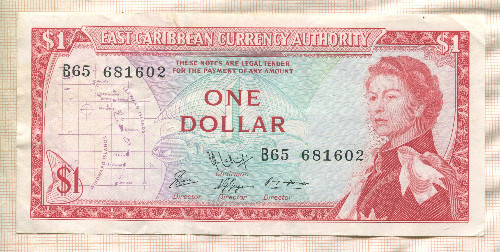 $1 EAST CARIBBEAN CURRENCY AUTHORITY $1
THESE NOTES ARE LEGAL TENDER
FOR THE PAYMENT OF ANY AMOUNT
B65 681602
ONE
DOLLAR
B65 681602
Chairman
$1
Director Director Director